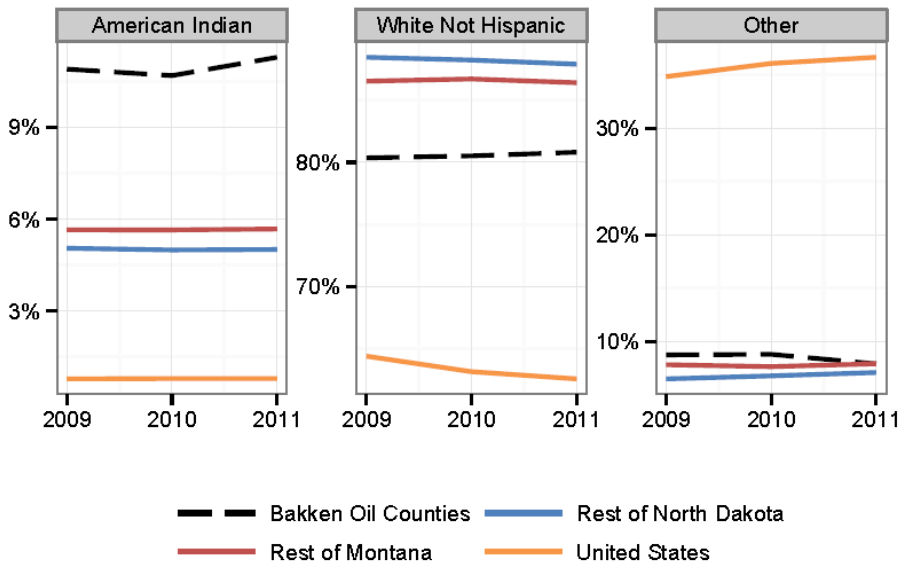 American Indian White Not Hispanic Other
9%
6%
3%
80%
70%
30%
20%
10%
2009 2010 2011 2009 2010 2011 2009 2010 2011
Bakken Oil Counties Rest of North Dakota
Rest of Montana United States